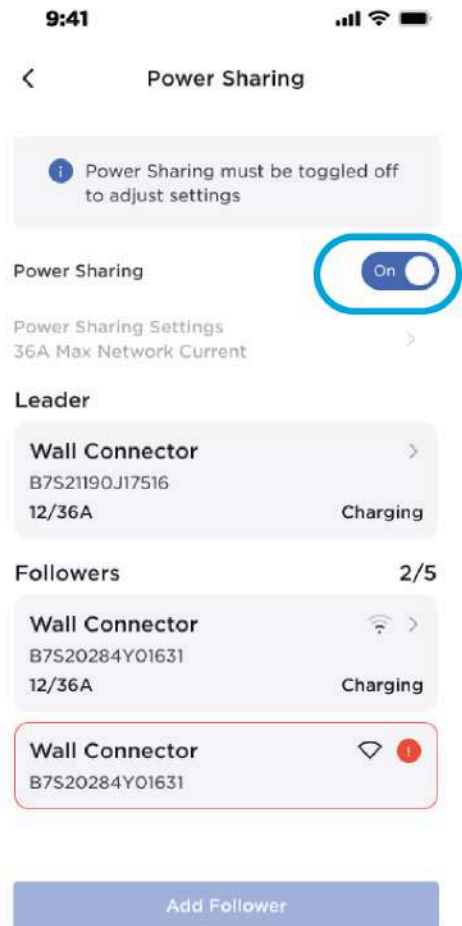 9:41
Power Sharing
Power Sharing must be toggled off
to adjust settings
Power Sharing
On
Power Sharing Settings
36A Max Network Current
Leader
Wall Connector
B7S21190J17516
12/36A
Charging
Followers
2/5
Wall Connector
B7S20284Y01631
12/36A
Charging
Wall Connector
B7S20284Y01631
Add Follower